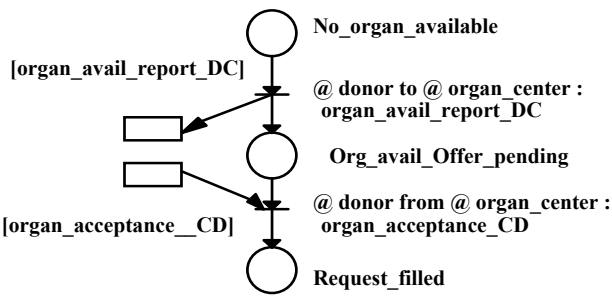 No_organ_available
[organ_avail_report_DC]
@ donor to @ organ_center :
organ_avail_report_DC
Org_avail_Offer_pending
@ donor from @ organ_center :
organ_acceptance_CD
[organ_acceptance__CD]
Request_filled